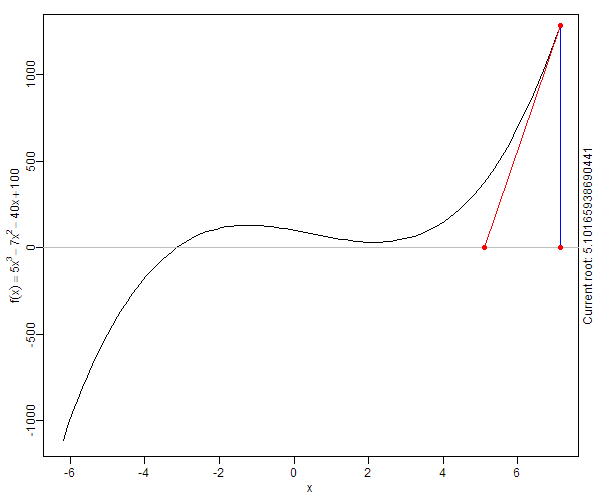 f(x) = 5x³ − 7x² − 40x + 100
1000
500
0
-500
-1000
-6 -4 -2 0 2 4 6
x
Current root: 5.10165938690441